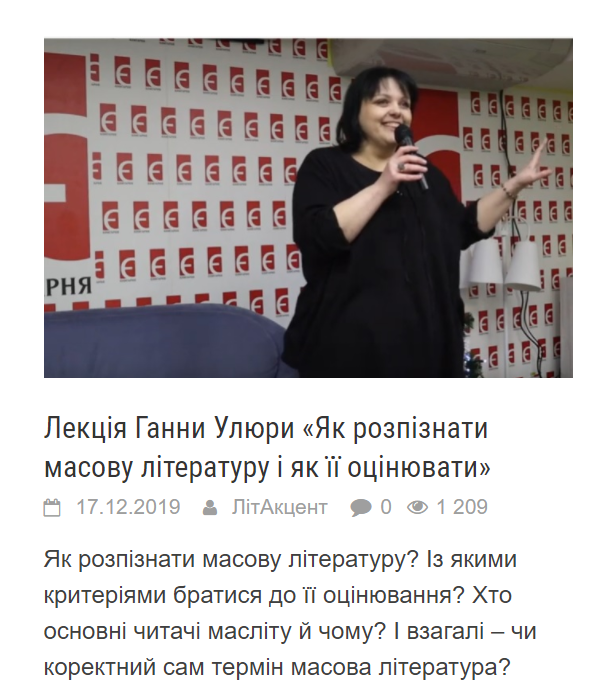 РНЯ
Лекція Ганни Улюри «Як розпізнати
масову літературу і як її оцінювати»
17.12.2019 ЛітАкцент 0 1 209
Як розпізнати масову літературу? Із якими
критеріями братися до її оцінювання? Хто
основні читачі масліту й чому? І взагалі – чи
коректний сам термін масова література?